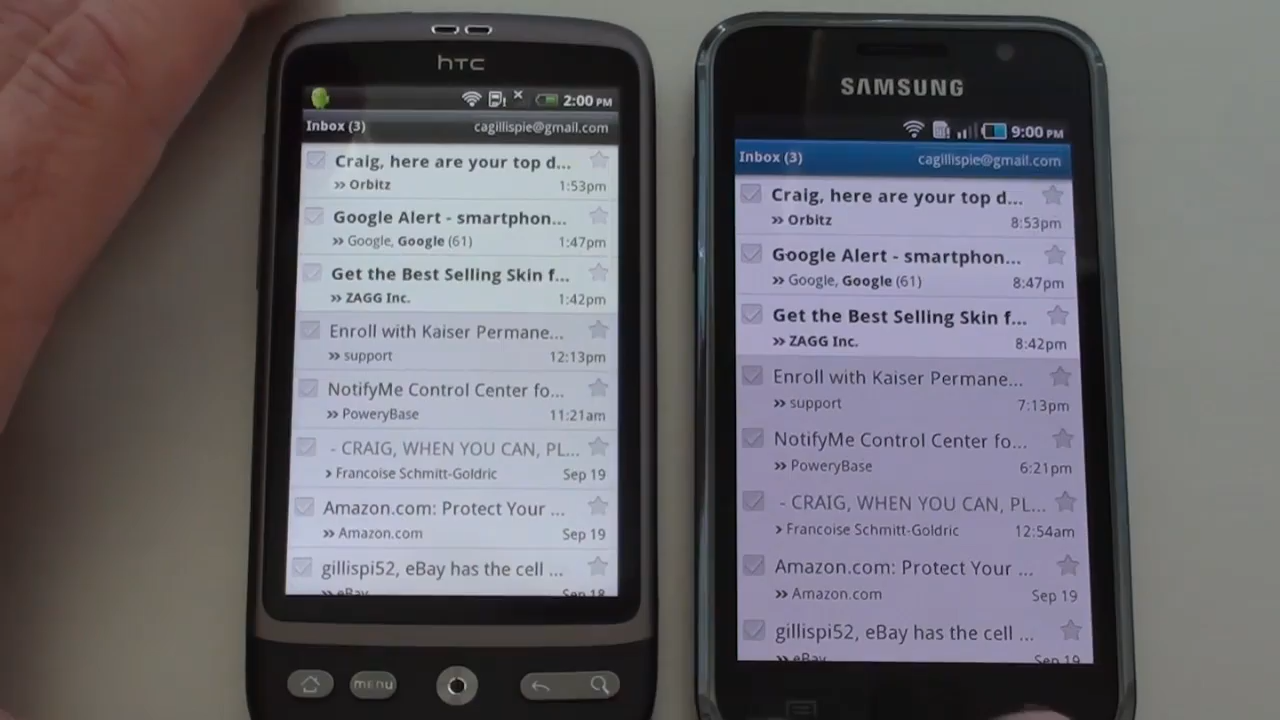 hTC
2:00 PM
Inbox (3) cagillispie@gmail.com
Craig, here are your top d...
» Orbitz 1:53pm
Google Alert - smartphon...
» Google, Google (61) 1:47pm
Get the Best Selling Skin f...
» ZAGG Inc. 1:42pm
Enroll with Kaiser Permane...
» support 12:13pm
NotifyMe Control Center fo...
» PoweryBase 11:21am
- CRAIG, WHEN YOU CAN, PL...
› Francoise Schmitt-Goldric Sep 19
Amazon.com: Protect Your ...
» Amazon.com Sep 19
gillispi52, eBay has the cell ...
» eBay Sep 18
MENU
SAMSUNG
9:00 PM
Inbox (3) cagillispie@gmail.com
Craig, here are your top d...
» Orbitz 8:53pm
Google Alert - smartphon...
» Google, Google (61) 8:47pm
Get the Best Selling Skin f...
» ZAGG Inc. 8:42pm
Enroll with Kaiser Permane...
» support 7:13pm
NotifyMe Control Center fo...
» PoweryBase 6:21pm
- CRAIG, WHEN YOU CAN, PL...
› Francoise Schmitt-Goldric 12:54am
Amazon.com: Protect Your ...
» Amazon.com Sep 19
gillispi52, eBay has the cell ...
» eBay Sep 19